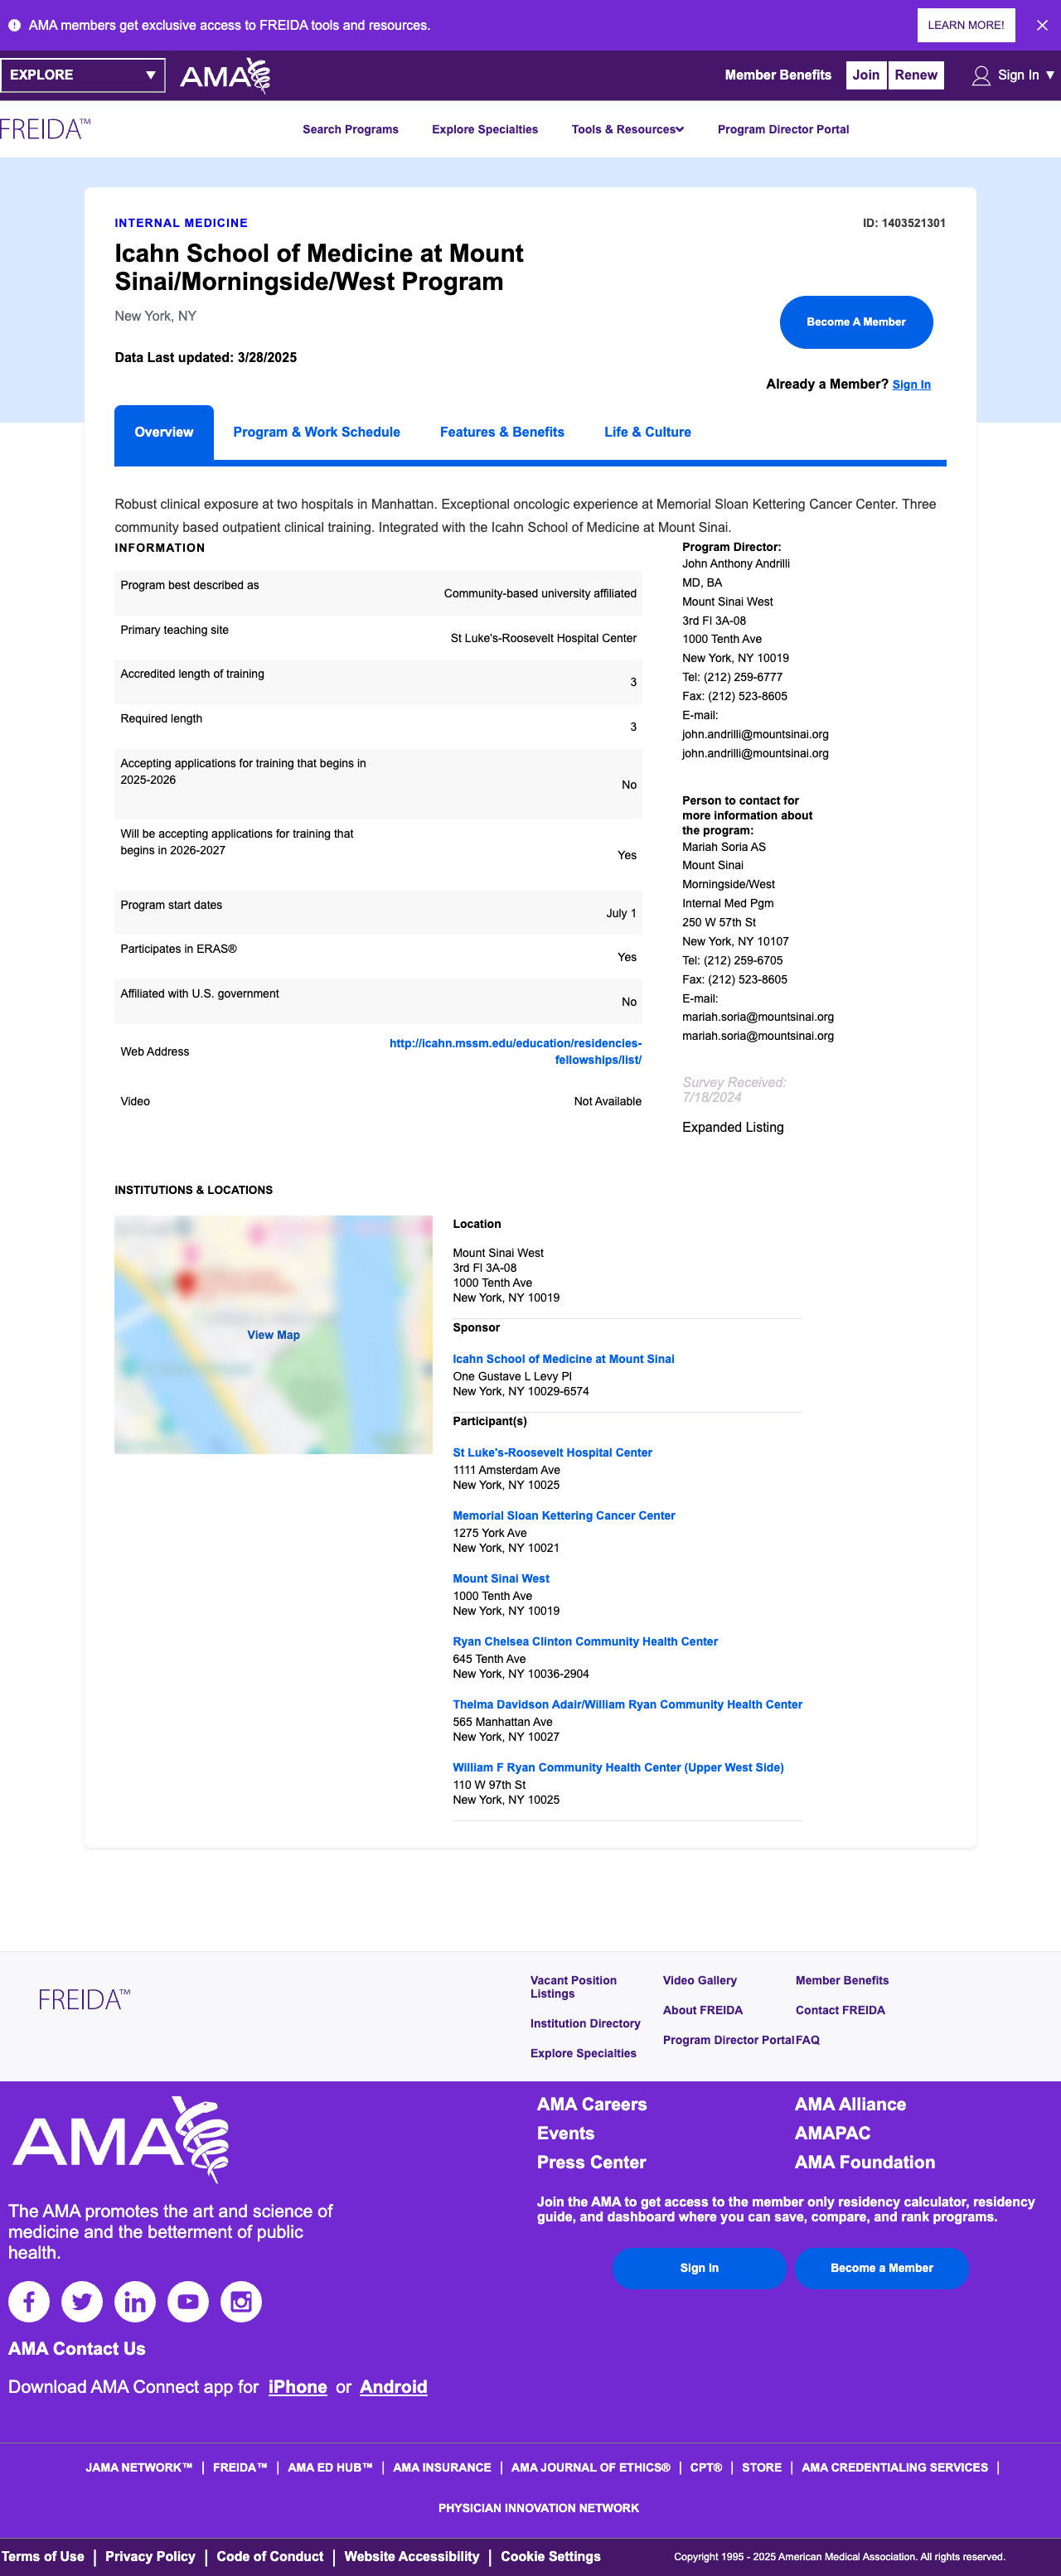 AMA members get exclusive access to FREIDA tools and resources.
LEARN MORE!
EXPLORE
AMA
Member Benefits
Join
Renew
Sign In
FREIDA™
Search Programs
Explore Specialties
Tools & Resources
Program Director Portal
INTERNAL MEDICINE
ID: 1403521301
Icahn School of Medicine at Mount
Sinai/Morningside/West Program
New York, NY
Become A Member
Data Last updated: 3/28/2025
Already a Member? Sign In
Overview
Program & Work Schedule
Features & Benefits
Life & Culture
Robust clinical exposure at two hospitals in Manhattan. Exceptional oncologic experience at Memorial Sloan Kettering Cancer Center. Three
community based outpatient clinical training. Integrated with the Icahn School of Medicine at Mount Sinai.
INFORMATION
Program best described as
Community-based university affiliated
Primary teaching site
St Luke's-Roosevelt Hospital Center
Accredited length of training
3
Required length
3
Accepting applications for training that begins in
2025-2026
No
Will be accepting applications for training that
begins in 2026-2027
Yes
Program start dates
July 1
Participates in ERAS®
Yes
Affiliated with U.S. government
No
Web Address
http://icahn.mssm.edu/education/residencies-
fellowships/list/
Video
Not Available
Program Director:
John Anthony Andrilli
MD, BA
Mount Sinai West
3rd Fl 3A-08
1000 Tenth Ave
New York, NY 10019
Tel: (212) 259-6777
Fax: (212) 523-8605
E-mail:
john.andrilli@mountsinai.org
john.andrilli@mountsinai.org
Person to contact for
more information about
the program:
Mariah Soria AS
Mount Sinai
Morningside/West
Internal Med Pgm
250 W 57th St
New York, NY 10107
Tel: (212) 259-6705
Fax: (212) 523-8605
E-mail:
mariah.soria@mountsinai.org
mariah.soria@mountsinai.org
Survey Received:
7/18/2024
Expanded Listing
INSTITUTIONS & LOCATIONS
View Map
Location
Mount Sinai West
3rd Fl 3A-08
1000 Tenth Ave
New York, NY 10019
Sponsor
Icahn School of Medicine at Mount Sinai
One Gustave L Levy Pl
New York, NY 10029-6574
Participant(s)
St Luke's-Roosevelt Hospital Center
1111 Amsterdam Ave
New York, NY 10025
Memorial Sloan Kettering Cancer Center
1275 York Ave
New York, NY 10021
Mount Sinai West
1000 Tenth Ave
New York, NY 10019
Ryan Chelsea Clinton Community Health Center
645 Tenth Ave
New York, NY 10036-2904
Thelma Davidson Adair/William Ryan Community Health Center
565 Manhattan Ave
New York, NY 10027
William F Ryan Community Health Center (Upper West Side)
110 W 97th St
New York, NY 10025
FREIDA™
Vacant Position
Listings
Institution Directory
Explore Specialties
Video Gallery
About FREIDA
Program Director Portal
Member Benefits
Contact FREIDA
FAQ
AMA
The AMA promotes the art and science of
medicine and the betterment of public
health.
AMA Contact Us
Download AMA Connect app for iPhone or Android
AMA Careers
Events
Press Center
AMA Alliance
AMAPAC
AMA Foundation
Join the AMA to get access to the member only residency calculator, residency
guide, and dashboard where you can save, compare, and rank programs.
Sign In
Become a Member
JAMA NETWORK™ | FREIDA™ | AMA ED HUB™ | AMA INSURANCE | AMA JOURNAL OF ETHICS® | CPT® | STORE | AMA CREDENTIALING SERVICES |
PHYSICIAN INNOVATION NETWORK
Terms of Use | Privacy Policy | Code of Conduct | Website Accessibility | Cookie Settings
Copyright 1995 - 2025 American Medical Association. All rights reserved.